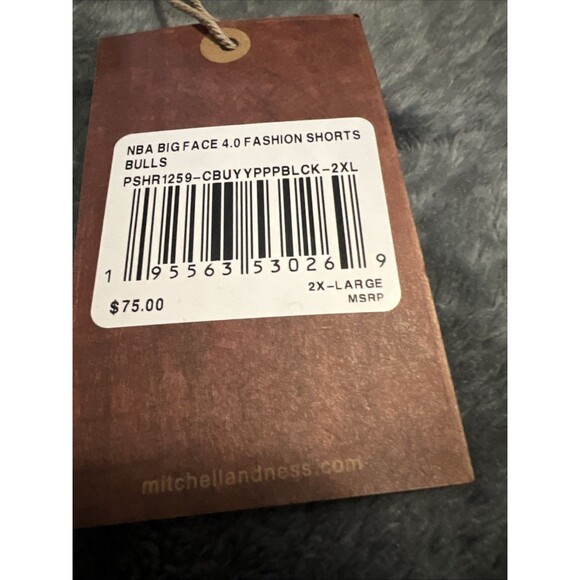 NBA BIG FACE 4.0 FASHION SHORTS
BULLS
PSHR1259-CBUYYPPPBLCK-2XL
1 95563 53026 9
2X-LARGE
$75.00 MSRP
mitchellandness.com